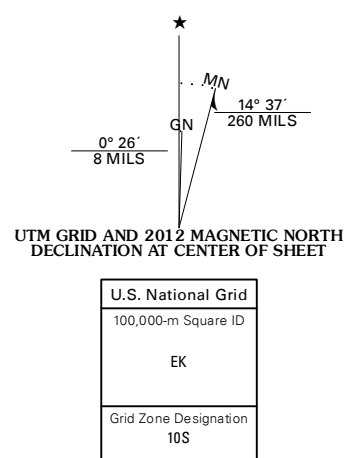 ★
MN
14° 37´
260 MILS
GN
0° 26´
8 MILS
UTM GRID AND 2012 MAGNETIC NORTH
DECLINATION AT CENTER OF SHEET
U.S. National Grid
100,000-m Square ID
EK
Grid Zone Designation
10S